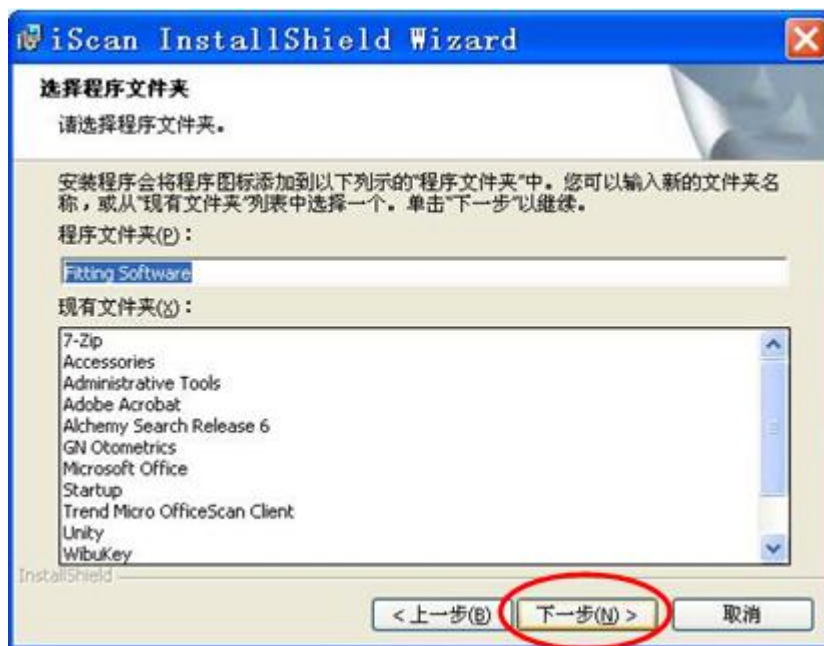 iScan InstallShield Wizard
选择程序文件夹
请选择程序文件夹。
安装程序会将程序图标添加到以下列示的“程序文件夹”中。您可以输入新的文件夹名
称，或从“现有文件夹”列表中选择一个。单击“下一步”以继续。
程序文件夹(P)：
Fitting Software
现有文件夹(X)：
7-Zip
Accessories
Administrative Tools
Adobe Acrobat
Alchemy Search Release 6
GN Otometrics
Microsoft Office
Startup
Trend Micro OfficeScan Client
Unity
WibuKey
InstallShield
< 上一步(B) 下一步(N) > 取消